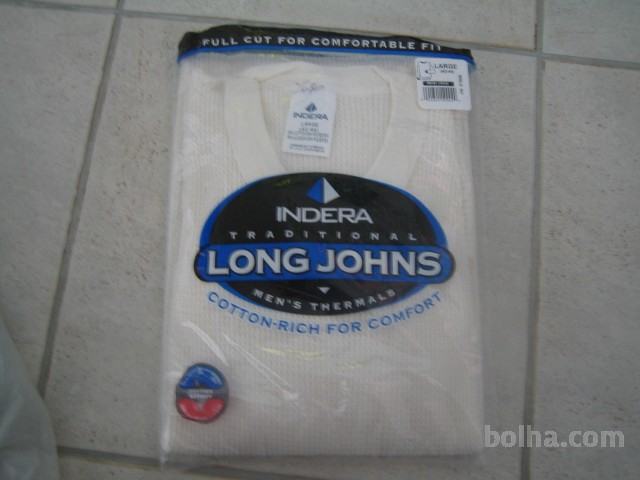 FULL CUT FOR COMFORTABLE FIT
LARGE
INDERA
LARGE
INDERA
TRADITIONAL
LONG JOHNS
MEN'S THERMALS
COTTON-RICH FOR COMFORT
bolha.com